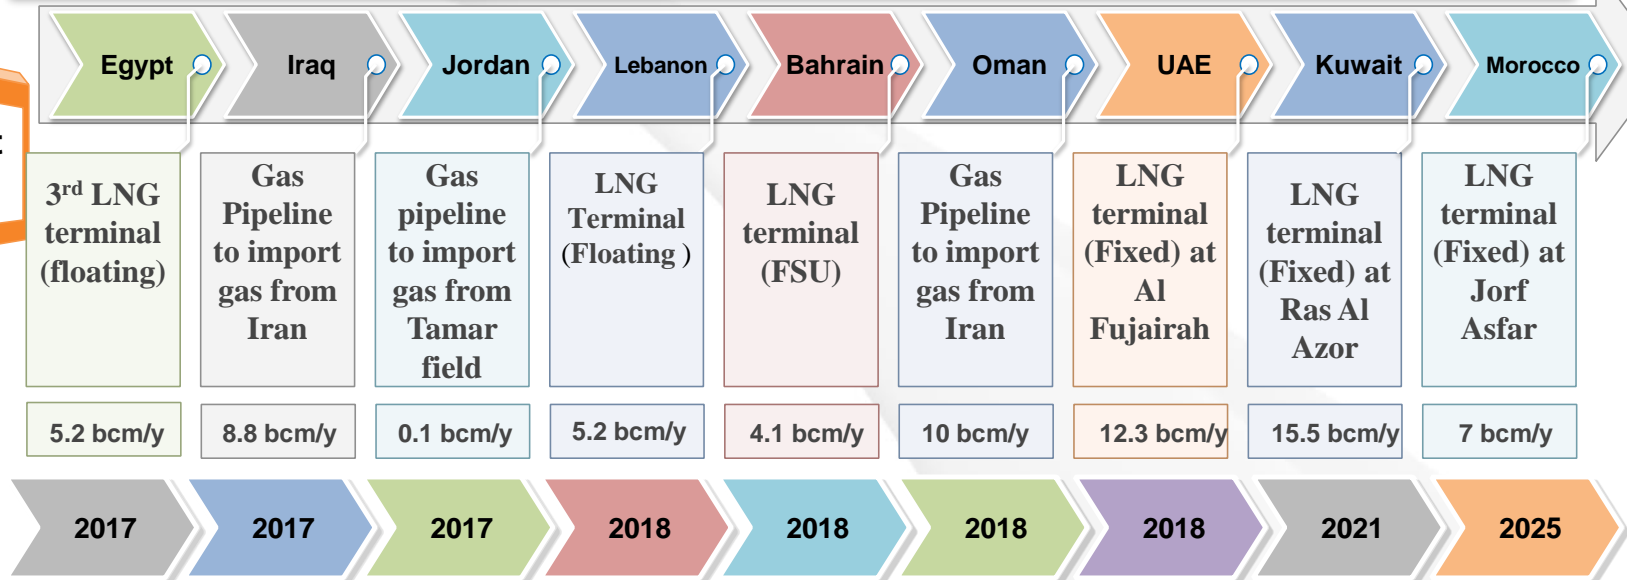 Egypt
Iraq
Jordan
Lebanon
Bahrain
Oman
UAE
Kuwait
Morocco
:
3rd LNG
terminal
(floating)
Gas
Pipeline
to import
gas from
Iran
Gas
pipeline
to import
gas from
Tamar
field
LNG
Terminal
(Floating )
LNG
terminal
(FSU)
Gas
Pipeline
to import
gas from
Iran
LNG
terminal
(Fixed) at
Al
Fujairah
LNG
terminal
(Fixed) at
Ras Al
Azor
LNG
terminal
(Fixed) at
Jorf
Asfar
5.2 bcm/y
8.8 bcm/y
0.1 bcm/y
5.2 bcm/y
4.1 bcm/y
10 bcm/y
12.3 bcm/y
15.5 bcm/y
7 bcm/y
2017
2017
2017
2018
2018
2018
2018
2021
2025